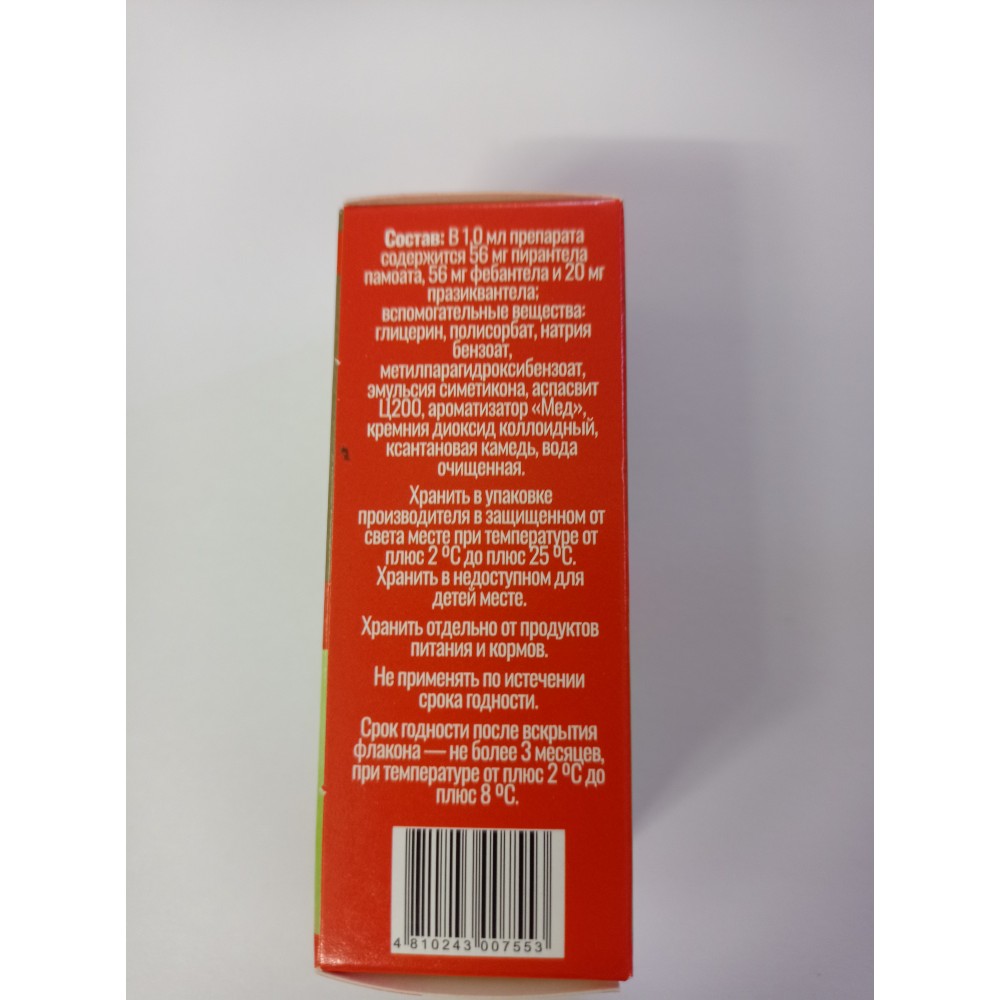 Состав: В 1,0 мл препарата
содержится 56 мг пирантела
памоата, 56 мг фебантела и 20 мг
празиквантела;
вспомогательные вещества:
глицерин, полисорбат, натрия
бензоат,
метилпарагидроксибензоат,
эмульсия симетикона, аспасвит
Ц200, ароматизатор «Мед»,
кремния диоксид коллоидный,
ксантановая камедь, вода
очищенная.
Хранить в упаковке
производителя в защищенном от
света месте при температуре от
плюс 2 ºС до плюс 25 ºС.
Хранить в недоступном для
детей месте.
Хранить отдельно от продуктов
питания и кормов.
Не применять по истечении
срока годности.
Срок годности после вскрытия
флакона — не более 3 месяцев,
при температуре от плюс 2 ºС до
плюс 8 ºС.
4 810243 007553